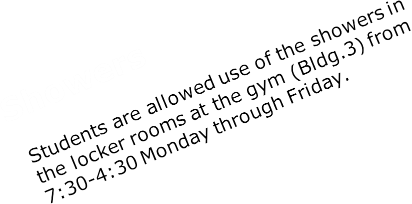 Students are allowed use of the showers in
the locker rooms at the gym (Bldg.3) from
7:30-4:30 Monday through Friday.